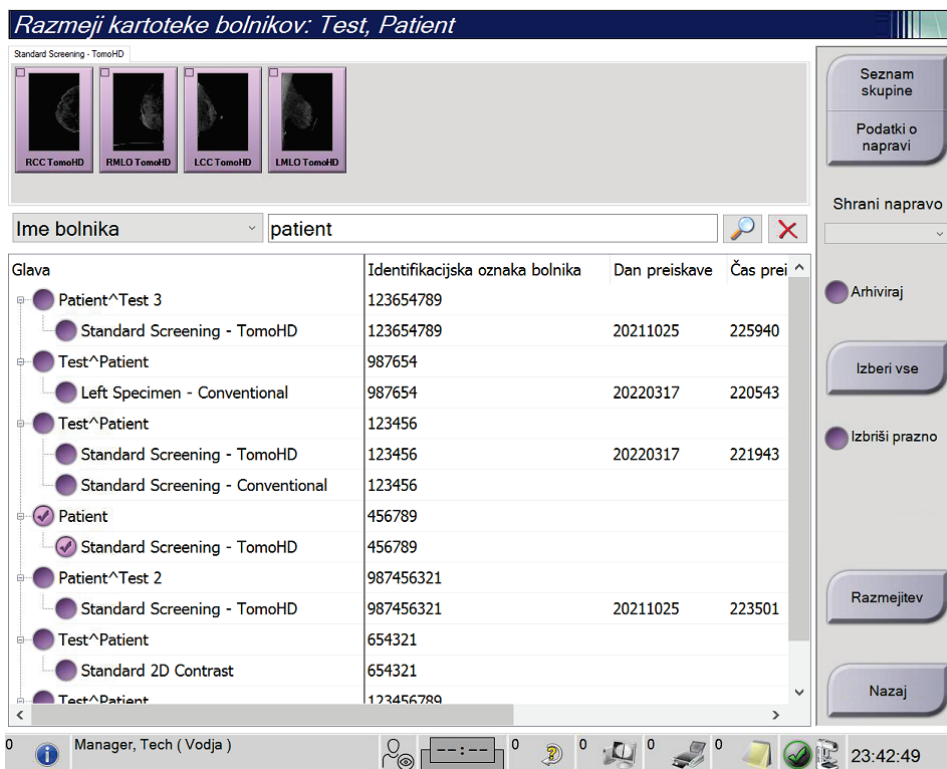 Razmeji kartoteke bolnikov: Test, Patient
Standard Screening - TomoHD
RCC TomoHD RMLO TomoHD LCC TomoHD LMLO TomoHD
Ime bolnika patient
Glava Identifikacijska oznaka bolnika Dan preiskave Čas prei
Patient^Test 3 123654789
Standard Screening - TomoHD 123654789 20211025 225940
Test^Patient 987654
Left Specimen - Conventional 987654 20220317 220543
Test^Patient 123456
Standard Screening - TomoHD 123456 20220317 221943
Standard Screening - Conventional 123456
Patient 456789
Standard Screening - TomoHD 456789
Patient^Test 2 987456321
Standard Screening - TomoHD 987456321 20211025 223501
Test^Patient 654321
Standard 2D Contrast 654321
Test^Patient 123456789
Seznam
skupine
Podatki o
napravi
Shrani napravo
Arhiviraj
Izberi vse
Izbriši prazno
Razmejitev
Nazaj
0 Manager, Tech ( Vodja ) --:-- 0 0 0 0 23:42:49